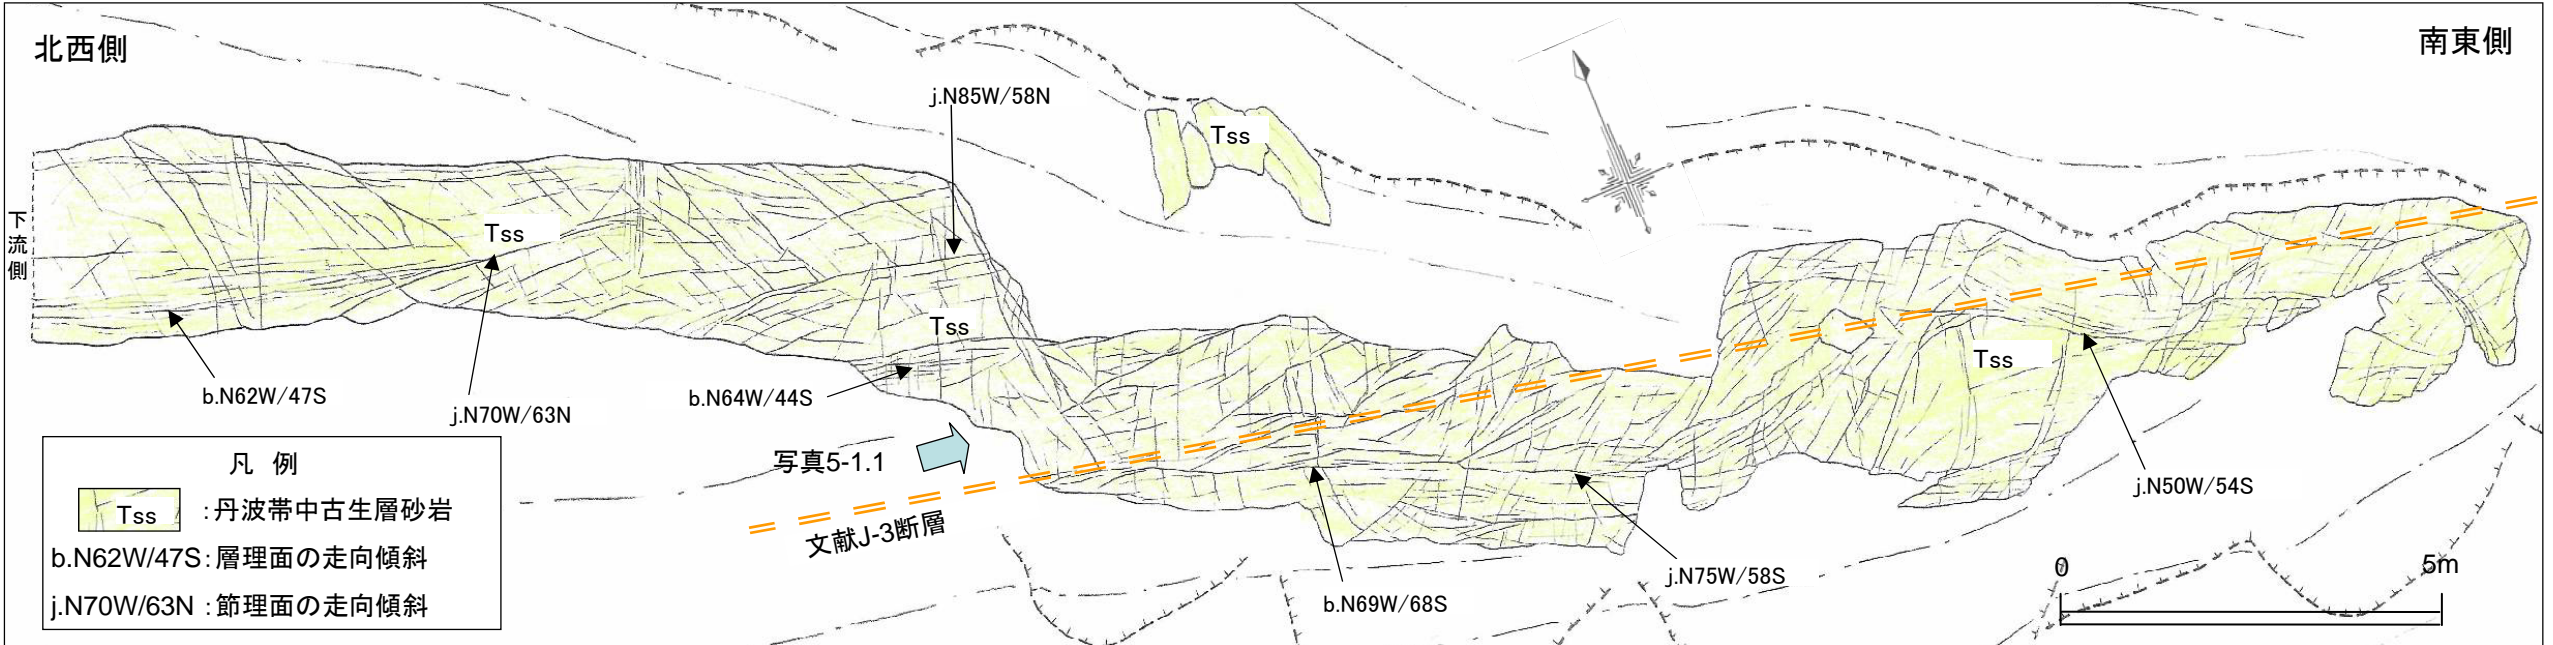 北西側
南東側
j.N85W/58N
Tss
下流側
Tss
Tss
Tss
b.N62W/47S
j.N70W/63N
b.N64W/44S
写真5-1.1
文献J-3断層
j.N50W/54S
j.N75W/58S
b.N69W/68S
凡 例
Tss :丹波帯中古生層砂岩
b.N62W/47S:層理面の走向傾斜
j.N70W/63N :節理面の走向傾斜
0 5m